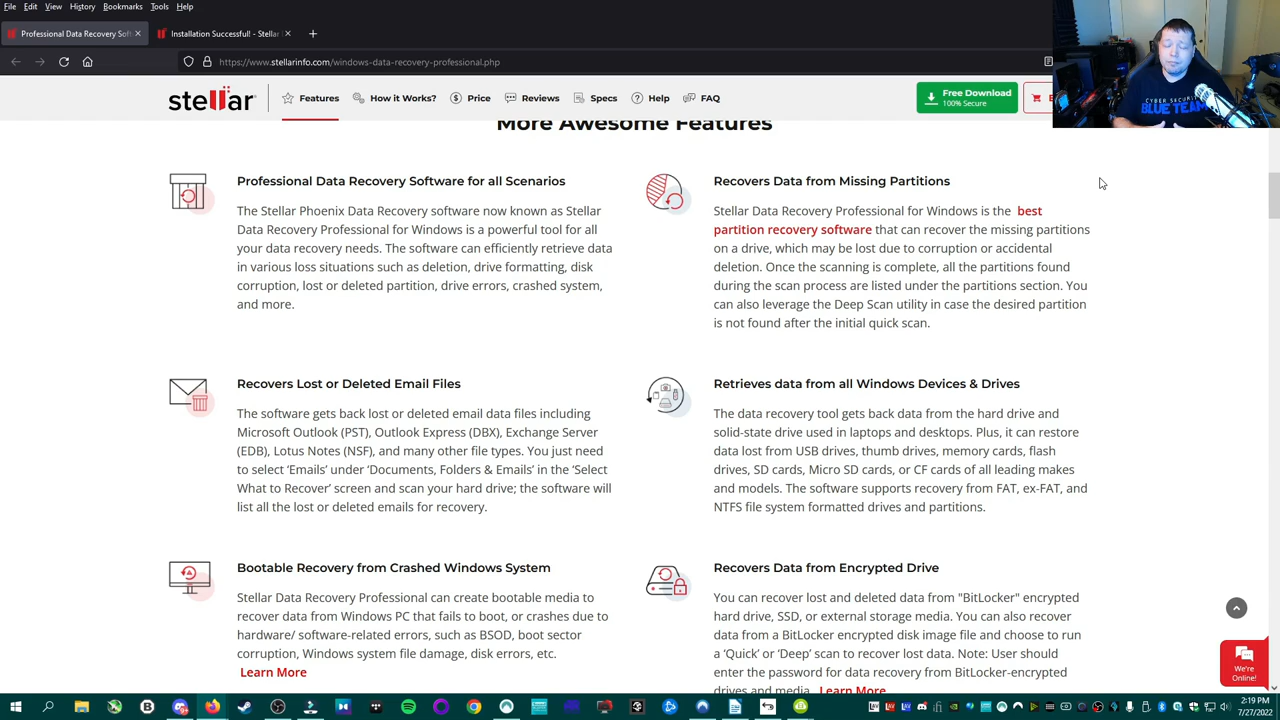 File Edit View History Bookmarks Tools Help
Professional Data Recovery Soft
Installation Successful! - Stellar
https://www.stellarinfo.com/windows-data-recovery-professional.php
stellar
Features
How it Works?
Price
Reviews
Specs
Help
FAQ
Free Download
100% Secure
CYBER SECURITY
BLUE TEAM
More Awesome Features
Professional Data Recovery Software for all Scenarios
The Stellar Phoenix Data Recovery software now known as Stellar
Data Recovery Professional for Windows is a powerful tool for all
your data recovery needs. The software can efficiently retrieve data
in various loss situations such as deletion, drive formatting, disk
corruption, lost or deleted partition, drive errors, crashed system,
and more.
Recovers Data from Missing Partitions
Stellar Data Recovery Professional for Windows is the best
partition recovery software that can recover the missing partitions
on a drive, which may be lost due to corruption or accidental
deletion. Once the scanning is complete, all the partitions found
during the scan process are listed under the partitions section. You
can also leverage the Deep Scan utility in case the desired partition
is not found after the initial quick scan.
Recovers Lost or Deleted Email Files
The software gets back lost or deleted email data files including
Microsoft Outlook (PST), Outlook Express (DBX), Exchange Server
(EDB), Lotus Notes (NSF), and many other file types. You just need
to select ‘Emails’ under ‘Documents, Folders & Emails’ in the ‘Select
What to Recover’ screen and scan your hard drive; the software will
list all the lost or deleted emails for recovery.
Retrieves data from all Windows Devices & Drives
The data recovery tool gets back data from the hard drive and
solid-state drive used in laptops and desktops. Plus, it can restore
data lost from USB drives, thumb drives, memory cards, flash
drives, SD cards, Micro SD cards, or CF cards of all leading makes
and models. The software supports recovery from FAT, ex-FAT, and
NTFS file system formatted drives and partitions.
Bootable Recovery from Crashed Windows System
Stellar Data Recovery Professional can create bootable media to
recover data from Windows PC that fails to boot, or crashes due to
hardware/ software-related errors, such as BSOD, boot sector
corruption, Windows system file damage, disk errors, etc.
Learn More
Recovers Data from Encrypted Drive
You can recover lost and deleted data from "BitLocker" encrypted
hard drive, SSD, or external storage media. You can also recover
data from a BitLocker encrypted disk image file and choose to run
a ‘Quick’ or ‘Deep’ scan to recover lost data. Note: User should
enter the password for data recovery from BitLocker-encrypted
drives and media. Learn More
We're
Online!
2:19 PM
7/27/2022